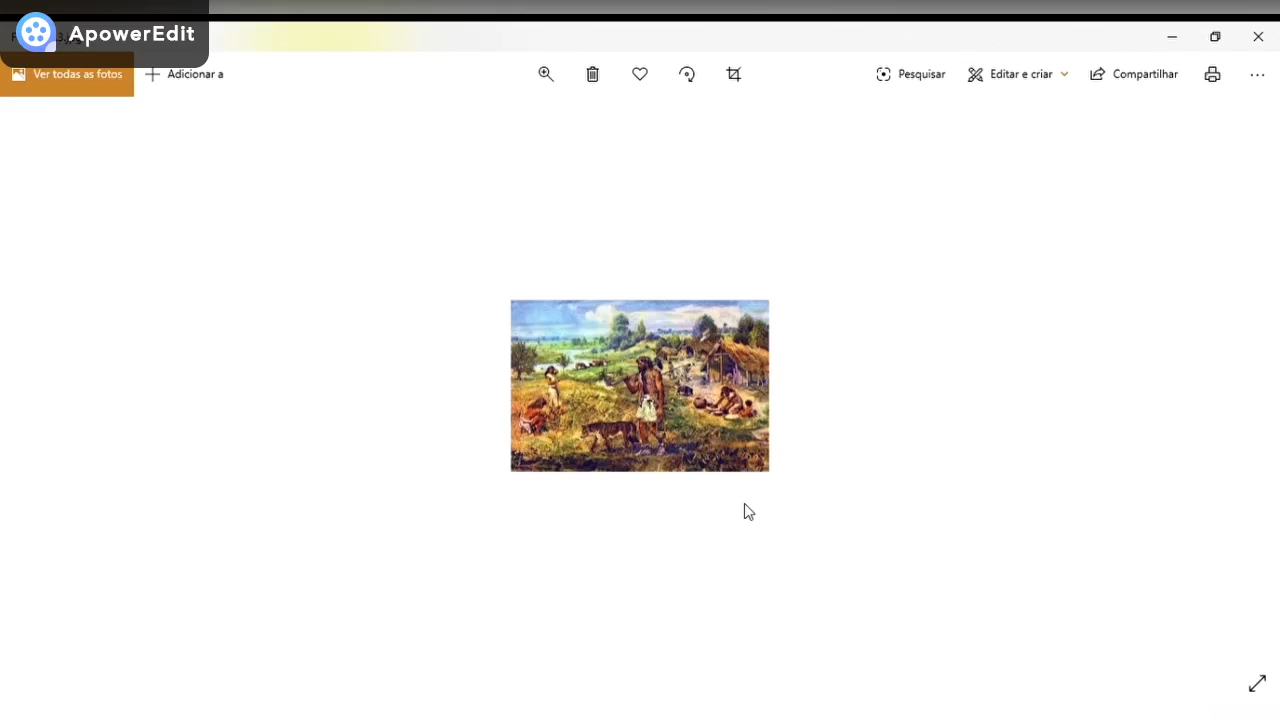 ApowerEdit
Ver todas as fotos
Adicionar a
Pesquisar
Editar e criar
Compartilhar